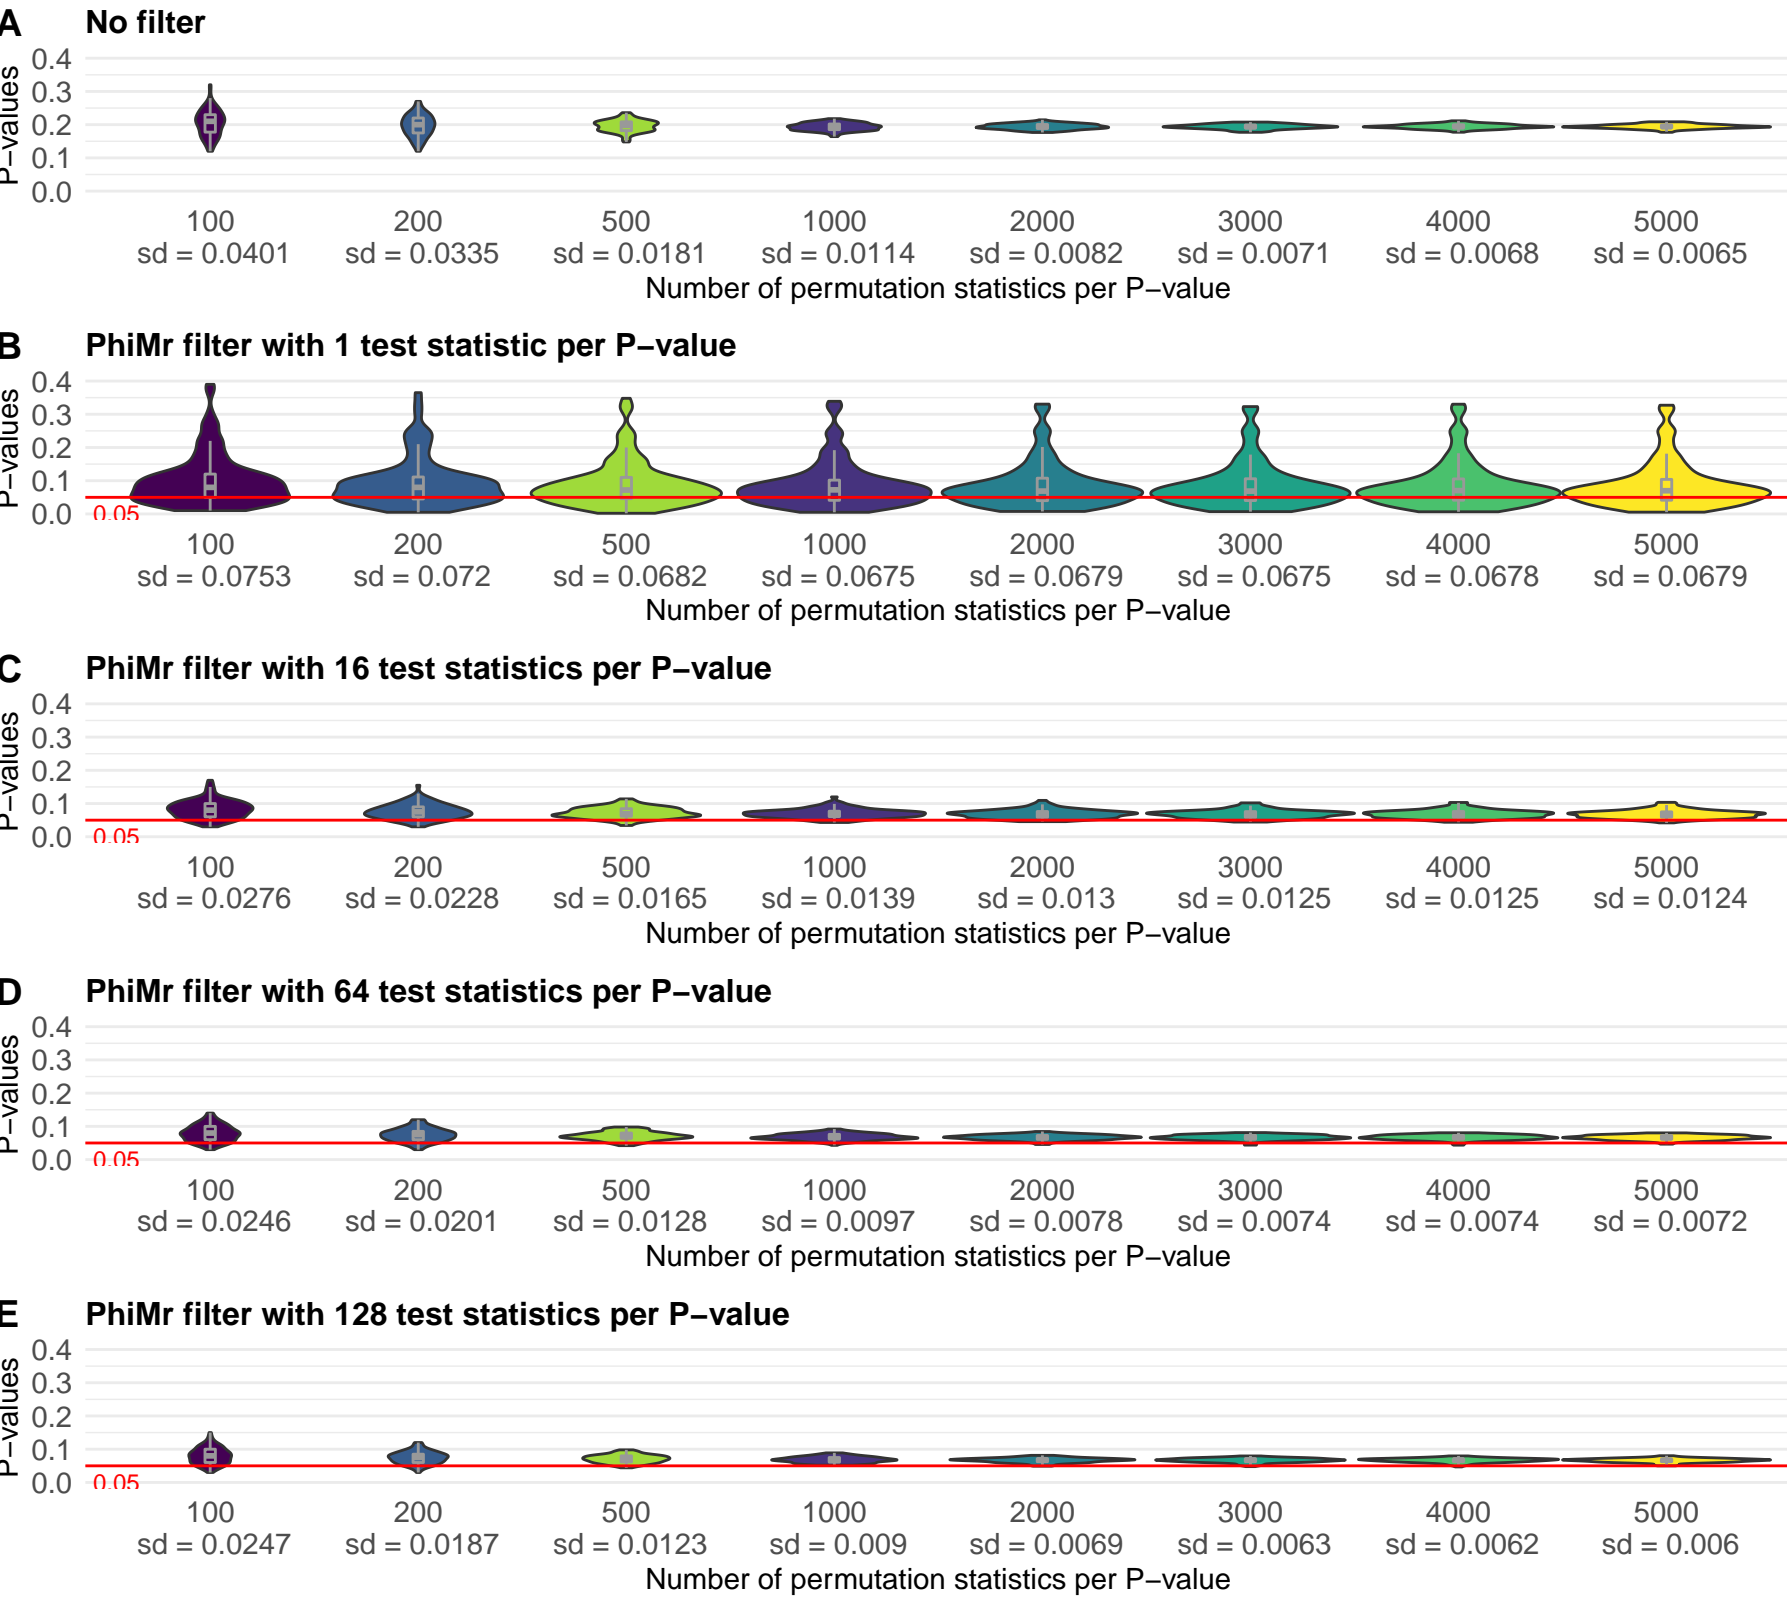 A No filter
P−values
0.4
0.3
0.2
0.1
0.0
100 200 500 1000 2000 3000 4000 5000
sd = 0.0401 sd = 0.0335 sd = 0.0181 sd = 0.0114 sd = 0.0082 sd = 0.0071 sd = 0.0068 sd = 0.0065
Number of permutation statistics per P−value
B PhiMr filter with 1 test statistic per P−value
P−values
0.4
0.3
0.2
0.1
0.0
0.05
100 200 500 1000 2000 3000 4000 5000
sd = 0.0753 sd = 0.072 sd = 0.0682 sd = 0.0675 sd = 0.0679 sd = 0.0675 sd = 0.0678 sd = 0.0679
Number of permutation statistics per P−value
C PhiMr filter with 16 test statistics per P−value
P−values
0.4
0.3
0.2
0.1
0.0
0.05
100 200 500 1000 2000 3000 4000 5000
sd = 0.0276 sd = 0.0228 sd = 0.0165 sd = 0.0139 sd = 0.013 sd = 0.0125 sd = 0.0125 sd = 0.0124
Number of permutation statistics per P−value
D PhiMr filter with 64 test statistics per P−value
P−values
0.4
0.3
0.2
0.1
0.0
0.05
100 200 500 1000 2000 3000 4000 5000
sd = 0.0246 sd = 0.0201 sd = 0.0128 sd = 0.0097 sd = 0.0078 sd = 0.0074 sd = 0.0074 sd = 0.0072
Number of permutation statistics per P−value
E PhiMr filter with 128 test statistics per P−value
P−values
0.4
0.3
0.2
0.1
0.0
0.05
100 200 500 1000 2000 3000 4000 5000
sd = 0.0247 sd = 0.0187 sd = 0.0123 sd = 0.009 sd = 0.0069 sd = 0.0063 sd = 0.0062 sd = 0.006
Number of permutation statistics per P−value